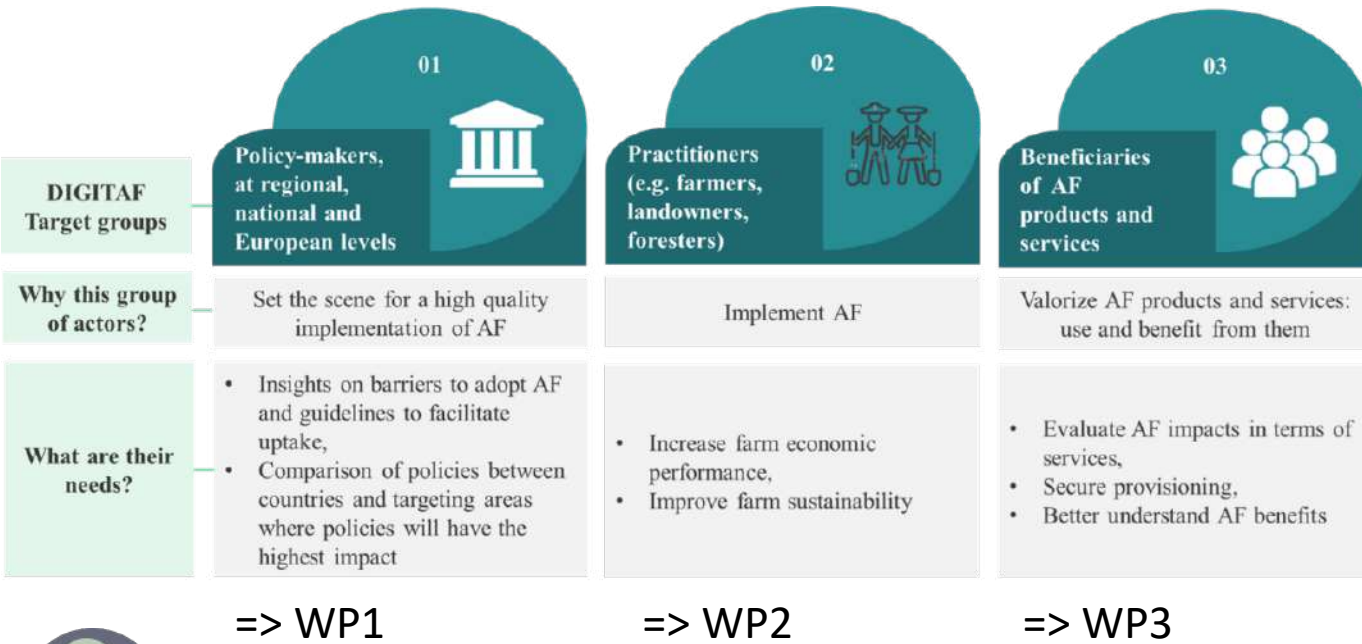 01
Policy-makers,
at regional,
national and
European levels
02
Practitioners
(e.g. farmers,
landowners,
foresters)
03
Beneficiaries
of AF
products and
services
DIGITAF
Target groups
Why this group
of actors?
Set the scene for a high quality
implementation of AF
Implement AF
Valorize AF products and services:
use and benefit from them
What are their
needs?
• Insights on barriers to adopt AF
and guidelines to facilitate
uptake,
• Comparison of policies between
countries and targeting areas
where policies will have the
highest impact
• Increase farm economic
performance,
• Improve farm sustainability
• Evaluate AF impacts in terms of
services,
• Secure provisioning,
• Better understand AF benefits
=> WP1
=> WP2
=> WP3